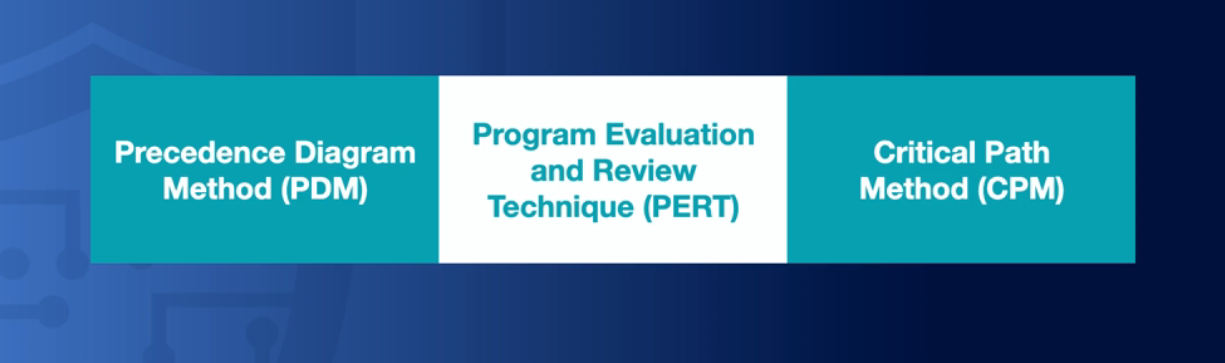 Precedence Diagram
Method (PDM)
Program Evaluation
and Review
Technique (PERT)
Critical Path
Method (CPM)